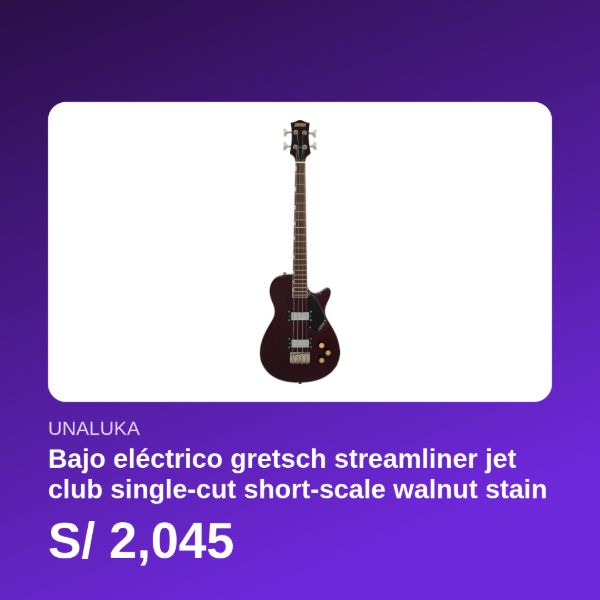 UNALUKA
Bajo eléctrico gretsch streamliner jet
club single-cut short-scale walnut stain
S/ 2,045